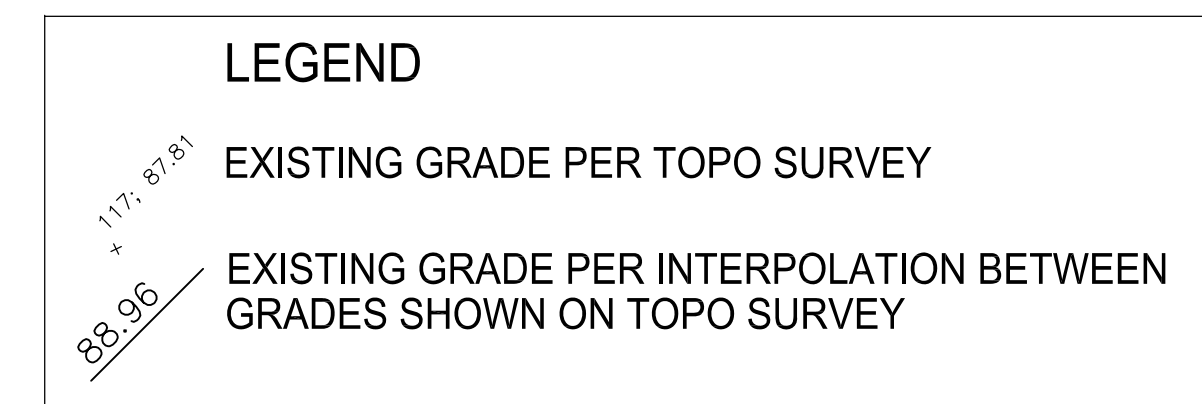 LEGEND
+ 117; 87.81
EXISTING GRADE PER TOPO SURVEY
88.96
EXISTING GRADE PER INTERPOLATION BETWEEN
GRADES SHOWN ON TOPO SURVEY